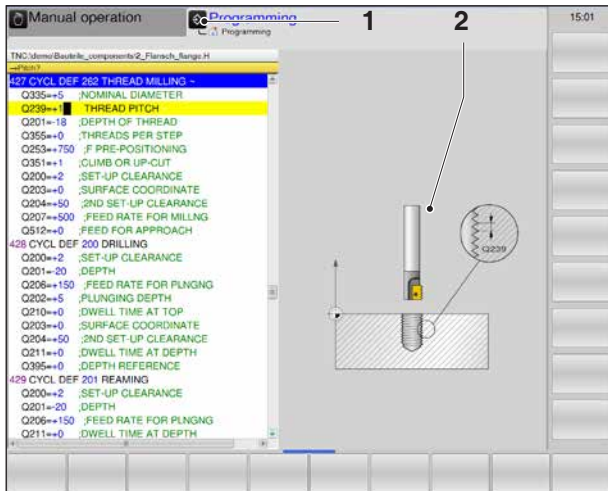 Manual operation
Programming
Programming
1
2
15:01
TNC:\demo\Bauteile_components\2_Flansch_flange.H
→Pitch?
427 CYCL DEF 262 THREAD MILLING ~
Q335=+5 ;NOMINAL DIAMETER
Q239=+1 THREAD PITCH
Q201=-18 ;DEPTH OF THREAD
Q355=+0 ;THREADS PER STEP
Q253=+750 ;F PRE-POSITIONING
Q351=+1 ;CLIMB OR UP-CUT
Q200=+2 ;SET-UP CLEARANCE
Q203=+0 ;SURFACE COORDINATE
Q204=+50 ;2ND SET-UP CLEARANCE
Q207=+500 ;FEED RATE FOR MILLNG
Q512=+0 ;FEED FOR APPROACH
428 CYCL DEF 200 DRILLING
Q200=+2 ;SET-UP CLEARANCE
Q201=-20 ;DEPTH
Q206=+150 ;FEED RATE FOR PLNGNG
Q202=+5 ;PLUNGING DEPTH
Q210=+0 ;DWELL TIME AT TOP
Q203=+0 ;SURFACE COORDINATE
Q204=+50 ;2ND SET-UP CLEARANCE
Q211=+0 ;DWELL TIME AT DEPTH
Q395=+0 ;DEPTH REFERENCE
429 CYCL DEF 201 REAMING
Q200=+2 ;SET-UP CLEARANCE
Q201=-20 ;DEPTH
Q206=+150 ;FEED RATE FOR PLNGNG
Q211=+0 ;DWELL TIME AT DEPTH
Q239